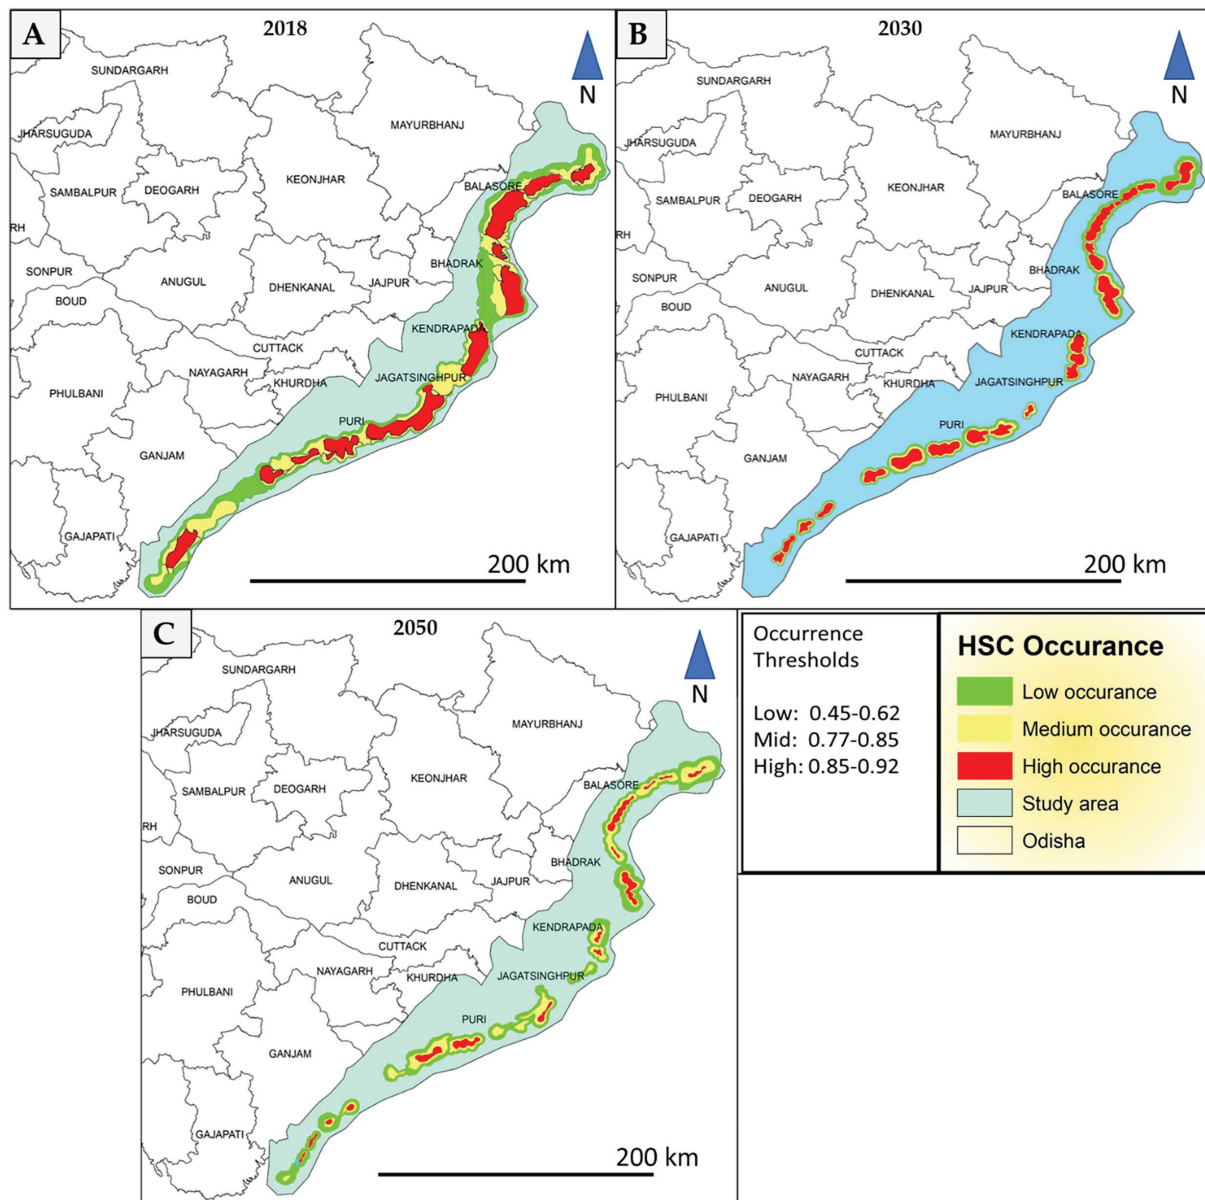 A
2018
N
SUNDARGARH
JHARSUGUDA
MAYURBHANJ
SAMBALPUR
DEOGARH
KEONJHAR
BALASORE
RH
SONPUR
ANUGUL
DHENKANAL
JAJPUR
BHADRAK
BOUD
KENDRAPADA
CUTTACK
NAYAGARH
KHURDHA
JAGATSINGHPUR
PHULBANI
PURI
GANJAM
GAJAPATI
200 km
B
2030
N
SUNDARGARH
JHARSUGUDA
MAYURBHANJ
SAMBALPUR
DEOGARH
KEONJHAR
BALASORE
RH
SONPUR
ANUGUL
DHENKANAL
JAJPUR
BHADRAK
BOUD
KENDRAPADA
CUTTACK
NAYAGARH
KHURDHA
JAGATSINGHPUR
PHULBANI
PURI
GANJAM
GAJAPATI
200 km
C
2050
N
SUNDARGARH
JHARSUGUDA
MAYURBHANJ
SAMBALPUR
DEOGARH
KEONJHAR
BALASORE
RH
SONPUR
ANUGUL
DHENKANAL
JAJPUR
BHADRAK
BOUD
KENDRAPADA
CUTTACK
NAYAGARH
KHURDHA
JAGATSINGHPUR
PHULBANI
PURI
GANJAM
GAJAPATI
200 km
Occurrence
Thresholds
Low: 0.45-0.62
Mid: 0.77-0.85
High: 0.85-0.92
HSC Occurance
Low occurance
Medium occurance
High occurance
Study area
Odisha